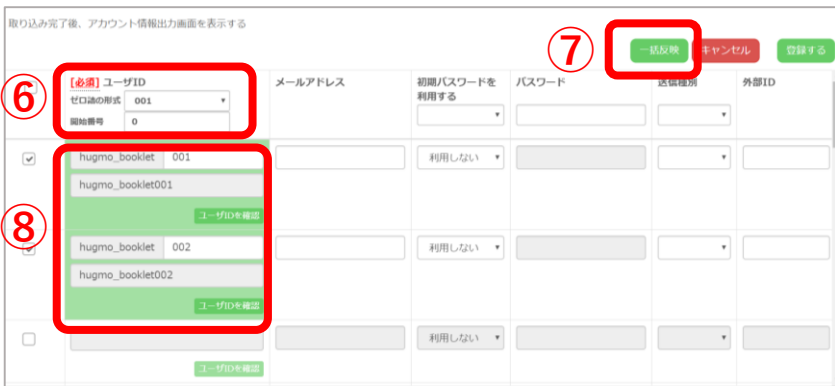 取り込み完了後、アカウント情報出力画面を表示する
⑦
一括反映 キャンセル 登録する
⑥
[必須] ユーザID メールアドレス 初期パスワードを利用する パスワード 送信種別 外部ID
ゼロ詰の形式 001
開始番号 0
hugmo_booklet 001 利用しない
hugmo_booklet001
ユーザIDを確認
⑧
hugmo_booklet 002 利用しない
hugmo_booklet002
ユーザIDを確認
利用しない
ユーザIDを確認